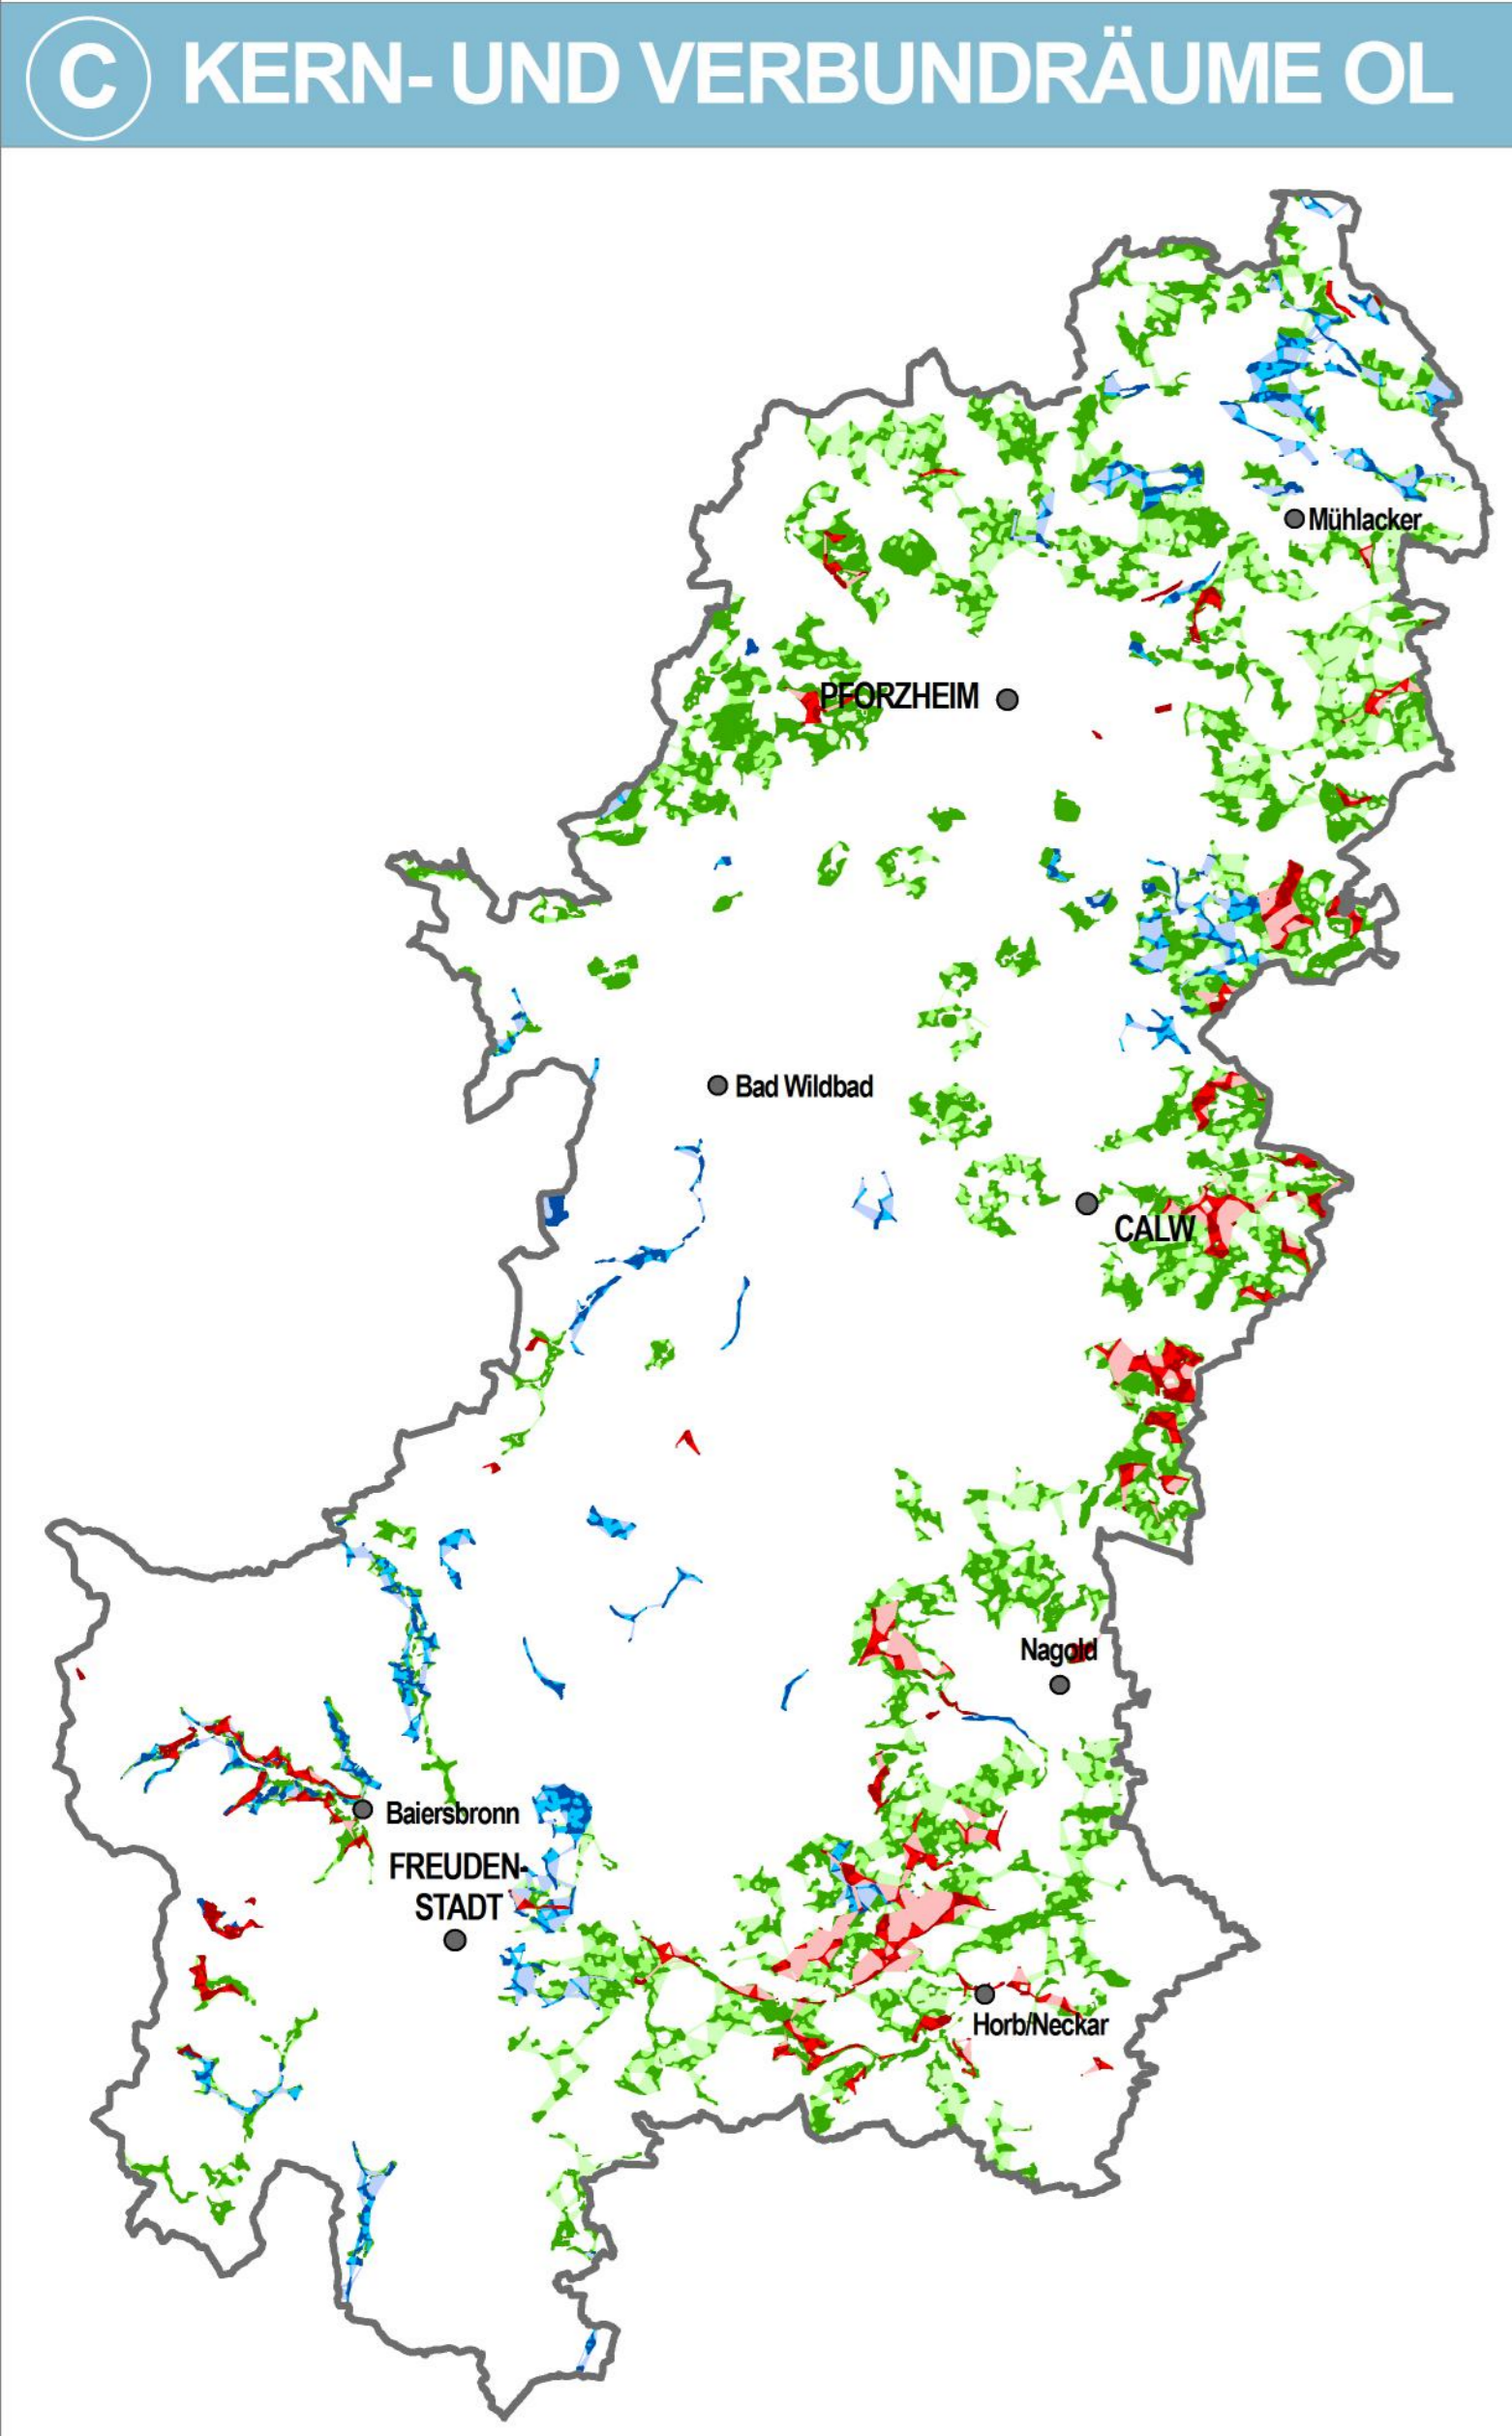 C KERN- UND VERBUNDRÄUME OL
Mühlacker
PFORZHEIM
Bad Wildbad
CALW
Nagold
Baiersbronn
FREUDEN-
STADT
Horb/Neckar